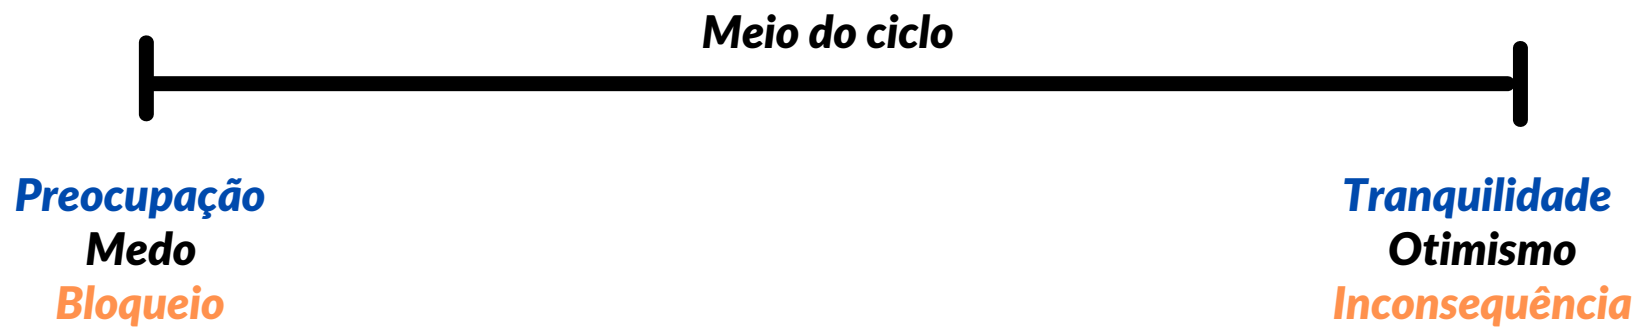 Meio do ciclo
Preocupação
Medo
Bloqueio
Tranquilidade
Otimismo
Inconsequência